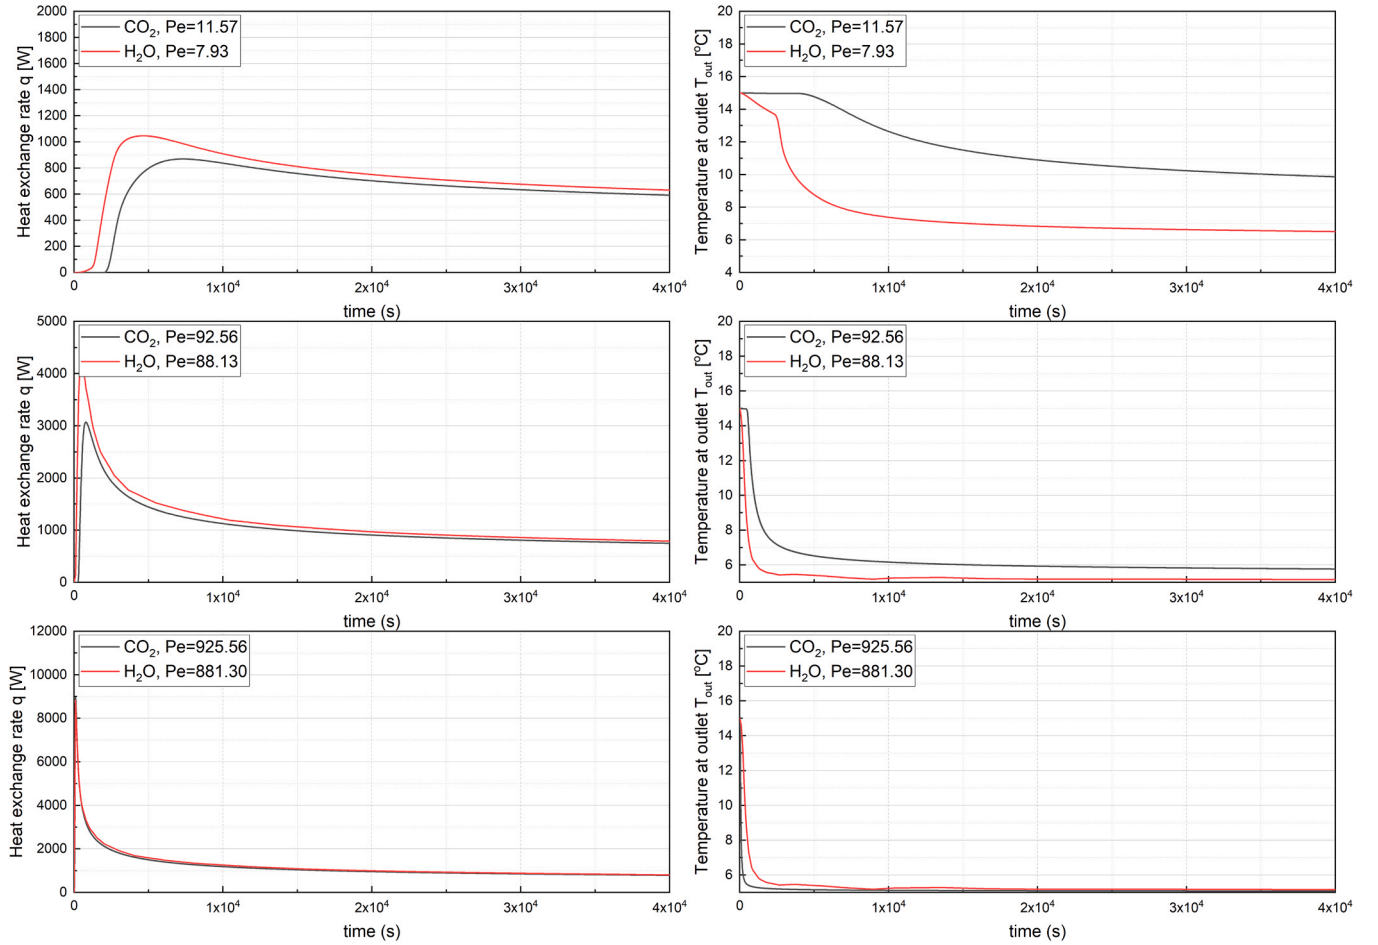 CO2, Pe=11.57
H2O, Pe=7.93
Heat exchange rate q [W]
2000
1800
1600
1400
1200
1000
800
600
400
200
0
0 1x10^4 2x10^4 3x10^4 4x10^4
time (s)
CO2, Pe=11.57
H2O, Pe=7.93
Temperature at outlet Tout [oC]
20
18
16
14
12
10
8
6
4
0 1x10^4 2x10^4 3x10^4 4x10^4
time (s)
CO2, Pe=92.56
H2O, Pe=88.13
Heat exchange rate q [W]
5000
4000
3000
2000
1000
0
0 1x10^4 2x10^4 3x10^4 4x10^4
time (s)
CO2, Pe=92.56
H2O, Pe=88.13
Temperature at outlet Tout [oC]
20
18
16
14
12
10
8
6
0 1x10^4 2x10^4 3x10^4 4x10^4
time (s)
CO2, Pe=925.56
H2O, Pe=881.30
Heat exchange rate q [W]
12000
10000
8000
6000
4000
2000
0
0 1x10^4 2x10^4 3x10^4 4x10^4
time (s)
CO2, Pe=925.56
H2O, Pe=881.30
Temperature at outlet Tout [oC]
20
18
16
14
12
10
8
6
0 1x10^4 2x10^4 3x10^4 4x10^4
time (s)